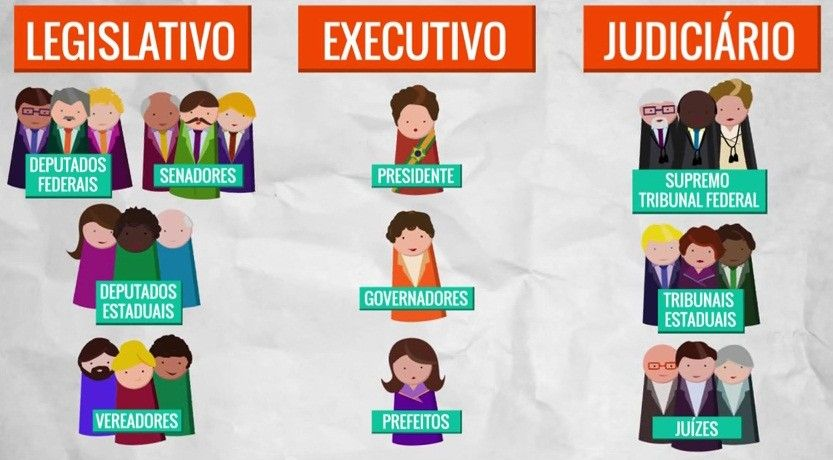 LEGISLATIVO
EXECUTIVO
JUDICIÁRIO
DEPUTADOS
FEDERAIS
SENADORES
PRESIDENTE
SUPREMO
TRIBUNAL FEDERAL
DEPUTADOS
ESTADUAIS
GOVERNADORES
TRIBUNAIS
ESTADUAIS
VEREADORES
PREFEITOS
JUÍZES